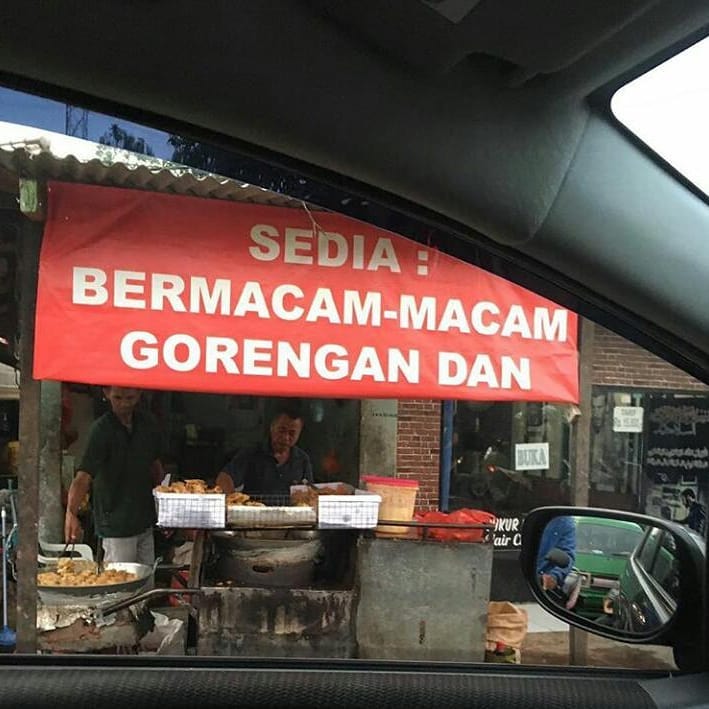 SEDIA :
BERMACAM-MACAM
GORENGAN DAN
BUKA